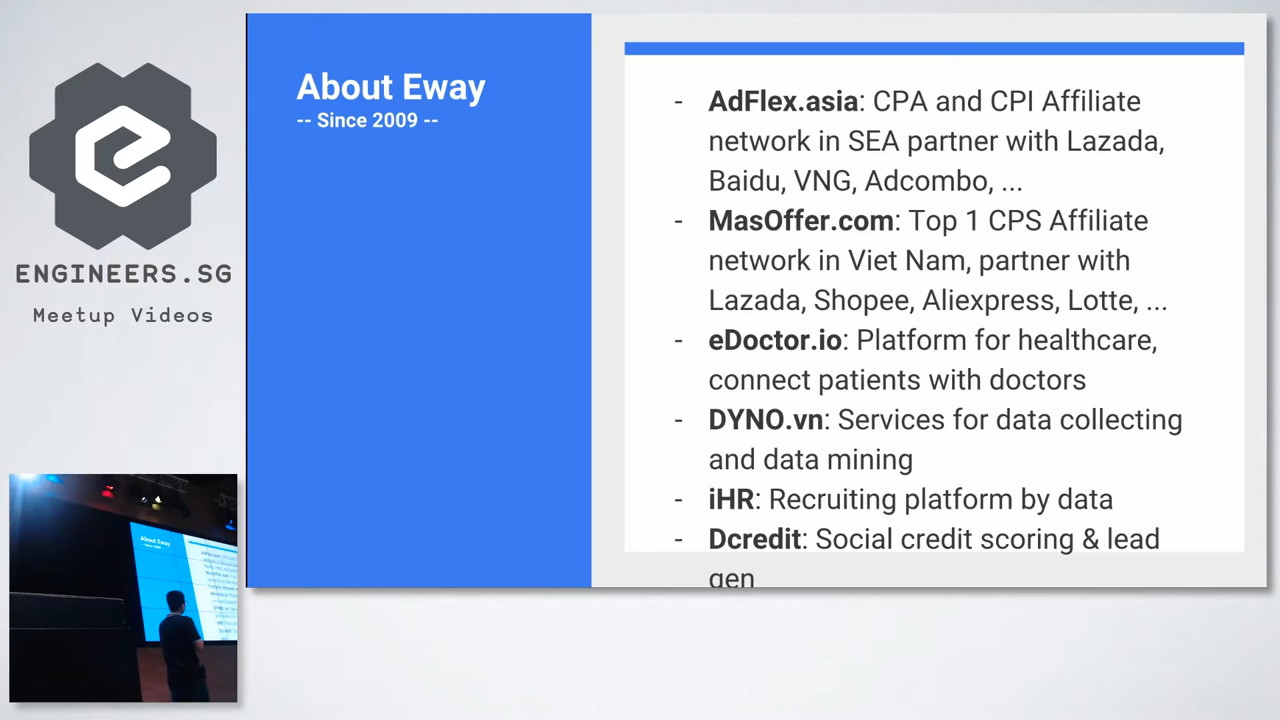 ENGINEERS.SG
Meetup Videos
About Eway
-- Since 2009 --
- AdFlex.asia: CPA and CPI Affiliate
network in SEA partner with Lazada,
Baidu, VNG, Adcombo, ...
- MasOffer.com: Top 1 CPS Affiliate
network in Viet Nam, partner with
Lazada, Shopee, Aliexpress, Lotte, ...
- eDoctor.io: Platform for healthcare,
connect patients with doctors
- DYNO.vn: Services for data collecting
and data mining
- iHR: Recruiting platform by data
- Dcredit: Social credit scoring & lead
gen
About Eway